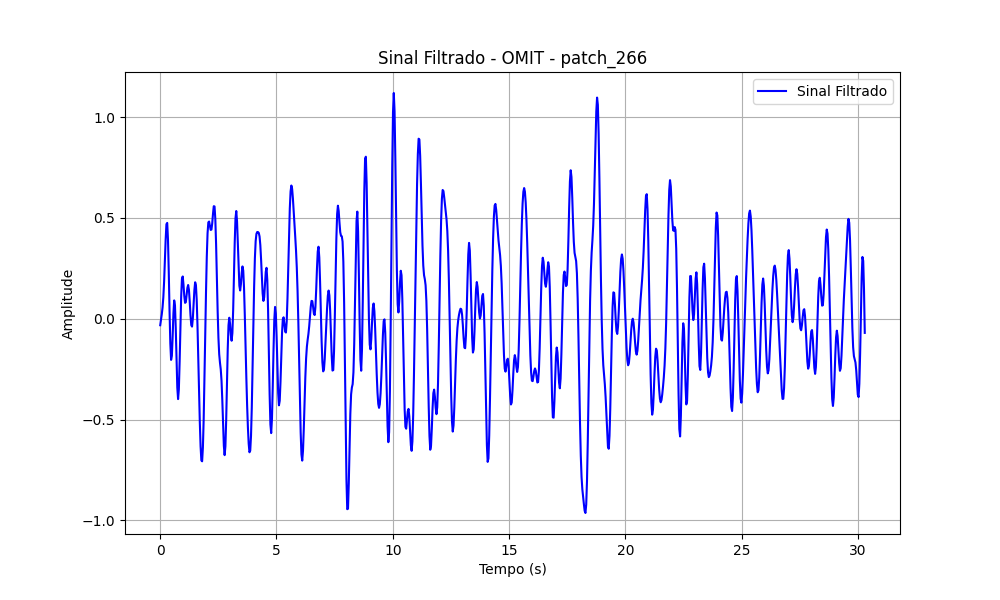 Sinal Filtrado - OMIT - patch_266
Sinal Filtrado
1.0
0.5
0.0
−0.5
−1.0
Amplitude
0 5 10 15 20 25 30
Tempo (s)